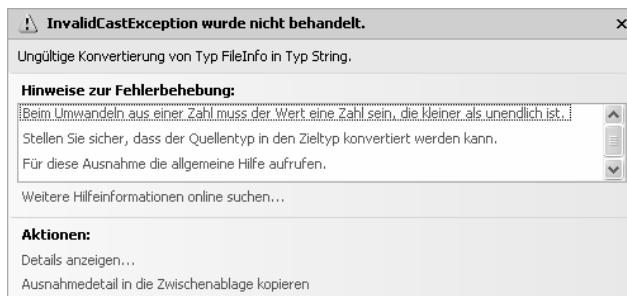 InvalidCastException wurde nicht behandelt.
Ungültige Konvertierung von Typ FileInfo in Typ String.
Hinweise zur Fehlerbehebung:
Beim Umwandeln aus einer Zahl muss der Wert eine Zahl sein, die kleiner als unendlich ist.
Stellen Sie sicher, dass der Quellentyp in den Zieltyp konvertiert werden kann.
Für diese Ausnahme die allgemeine Hilfe aufrufen.
Weitere Hilfeinformationen online suchen...
Aktionen:
Details anzeigen...
Ausnahmedetail in die Zwischenablage kopieren